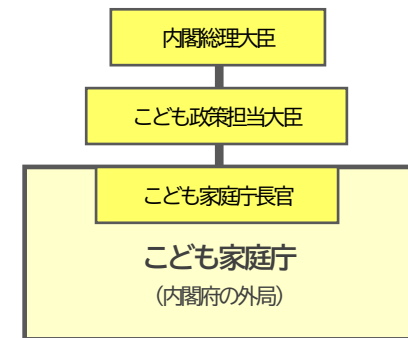 内閣総理大臣
こども政策担当大臣
こども家庭庁長官
こども家庭庁
（内閣府の外局）